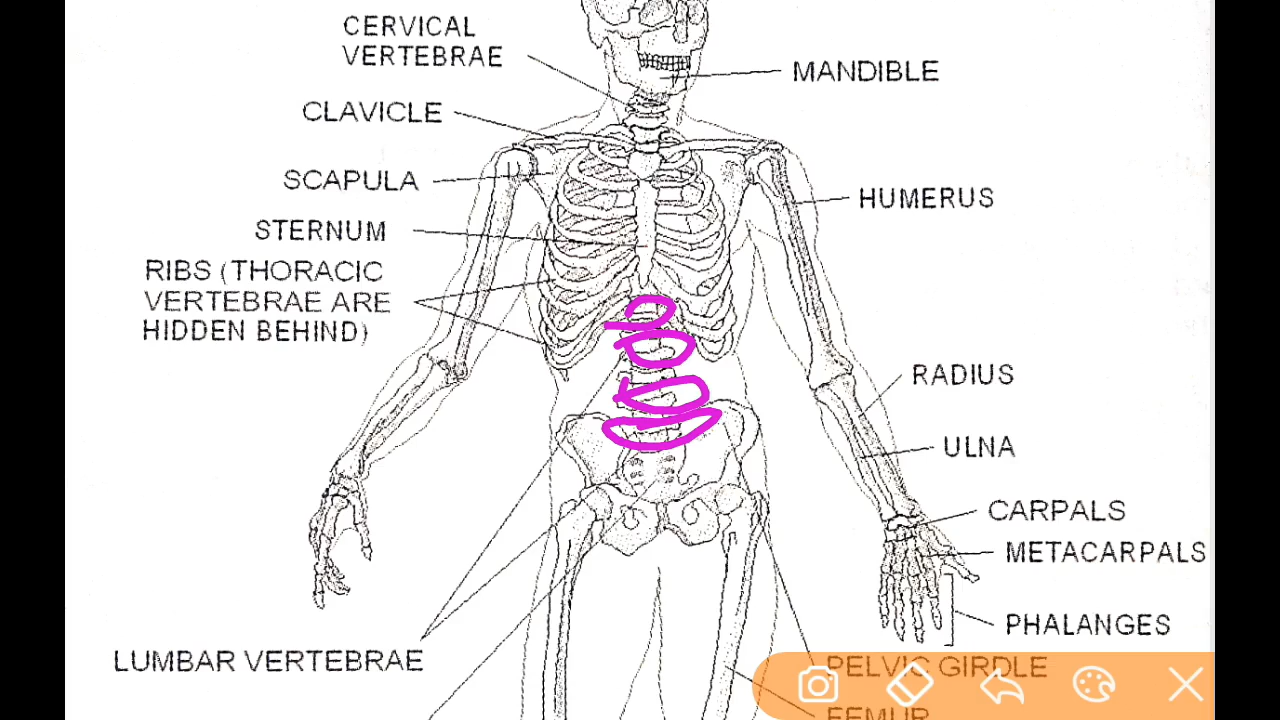 CERVICAL
VERTEBRAE
MANDIBLE
CLAVICLE
SCAPULA
HUMERUS
STERNUM
RIBS (THORACIC
VERTEBRAE ARE
HIDDEN BEHIND)
RADIUS
ULNA
CARPALS
METACARPALS
PHALANGES
LUMBAR VERTEBRAE
PELVIC GIRDLE
FEMUR